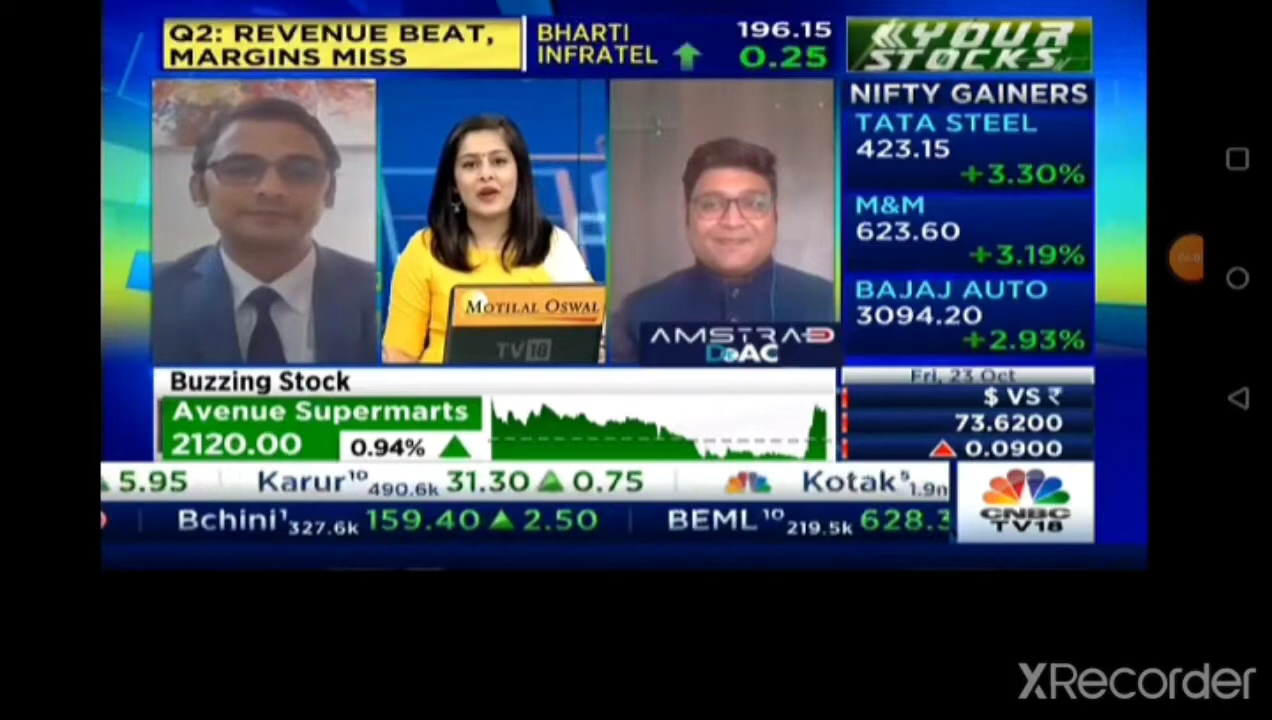 Q2: REVENUE BEAT,
MARGINS MISS
BHARTI
INFRATEL
196.15
0.25
YOUR
STOCKS
NIFTY GAINERS
TATA STEEL
423.15
+3.30%
M&M
623.60
+3.19%
BAJAJ AUTO
3094.20
+2.93%
MOTILAL OSWAL
TV18
AMSTRAD
AC
Buzzing Stock
Avenue Supermarts
2120.00
0.94%
Fri, 23 Oct
$ VS ₹
73.6200
0.0900
5.95 Karur 10 490.6k 31.30 0.75 Kotak 5 1.9m
Bchini 1 327.6k 159.40 2.50 BEML 10 219.5k 628.3
CNBC
TV18
XRecorder